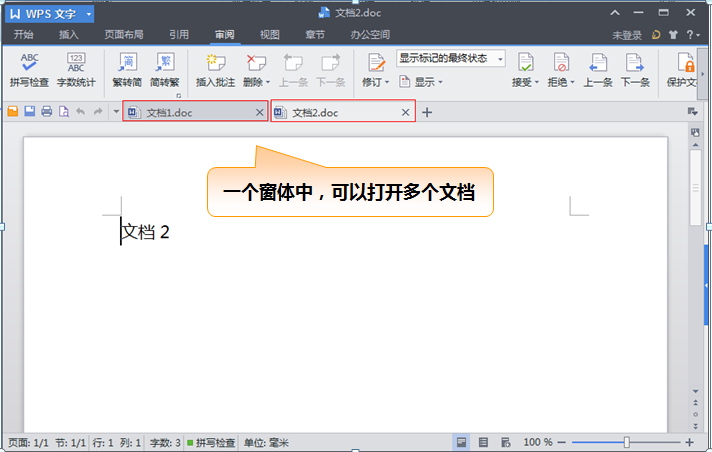 WPS 文字
文档2.doc
开始 插入 页面布局 引用 审阅 视图 章节 办公空间 未登录 ?
ABC 123 ABC 简 繁 显示标记的最终状态
拼写检查 字数统计 繁转简 简转繁 插入批注 删除 上一条 下一条 修订 显示 接受 拒绝 上一条 下一条 保护文
文档1.doc 文档2.doc
一个窗体中，可以打开多个文档
文档 2
页面: 1/1 节: 1/1 行: 1 列: 1 字数: 3 拼写检查 单位: 毫米 100 %